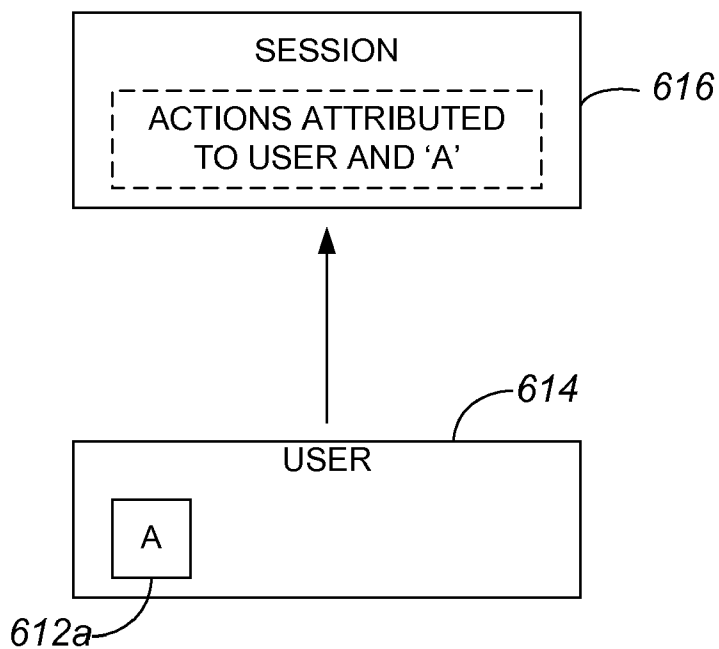 SESSION
ACTIONS ATTRIBUTED
TO USER AND ‘A’
616
614
USER
A
612a